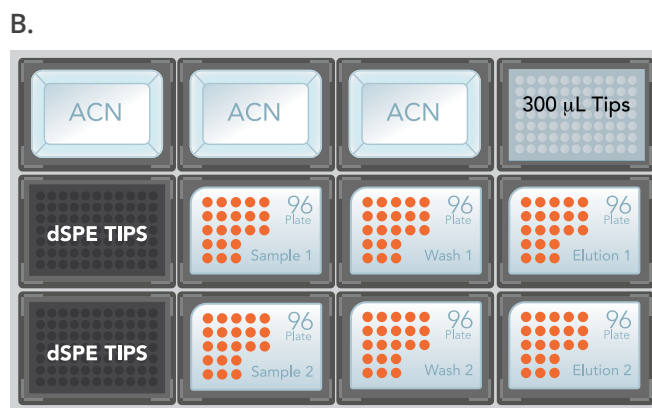 B.
ACN
ACN
ACN
300 µL Tips
dSPE TIPS
96
Plate
Sample 1
96
Plate
Wash 1
96
Plate
Elution 1
dSPE TIPS
96
Plate
Sample 2
96
Plate
Wash 2
96
Plate
Elution 2